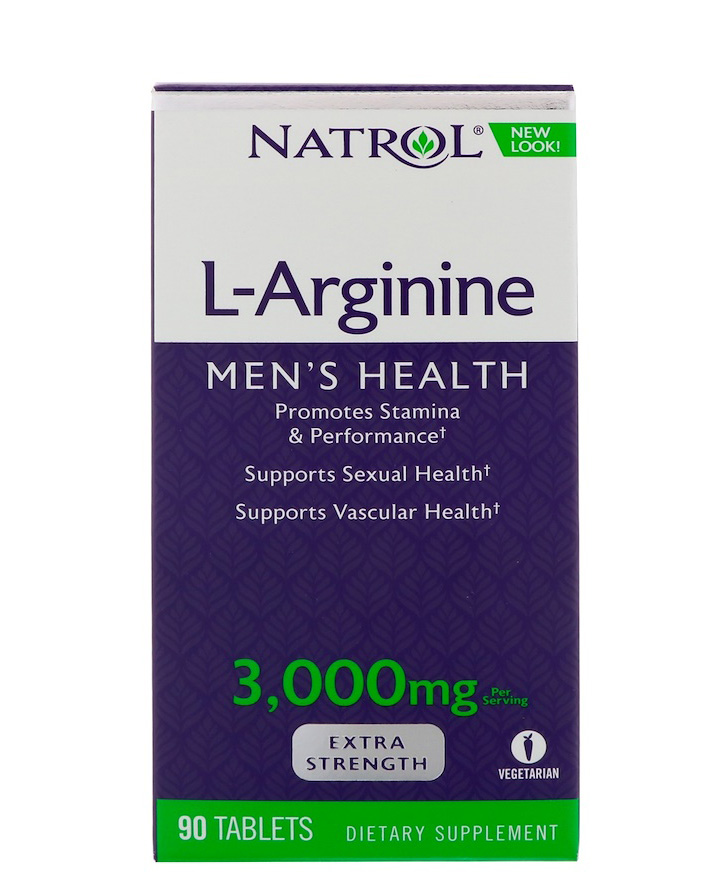 NATROL®
NEW
LOOK!
L-Arginine
MEN'S HEALTH
Promotes Stamina
& Performance†
Supports Sexual Health†
Supports Vascular Health†
3,000mg Per
Serving
EXTRA
STRENGTH
VEGETARIAN
90 TABLETS DIETARY SUPPLEMENT